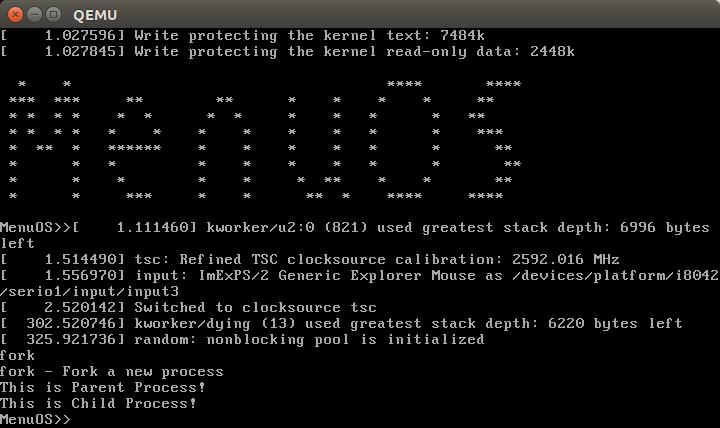 QEMU
[    1.027596] Write protecting the kernel text: 7484k
[    1.027845] Write protecting the kernel read-only data: 2448k
MenuOS
MenuOS>>[    1.111460] kworker/u2:0 (821) used greatest stack depth: 6996 bytes
left
[    1.514490] tsc: Refined TSC clocksource calibration: 2592.016 MHz
[    1.556970] input: ImExPS/2 Generic Explorer Mouse as /devices/platform/i8042
/serio1/input/input3
[    2.520142] Switched to clocksource tsc
[  302.520746] kworker/dying (13) used greatest stack depth: 6220 bytes left
[  325.921736] random: nonblocking pool is initialized
fork
fork - Fork a new process
This is Parent Process!
This is Child Process!
MenuOS>>